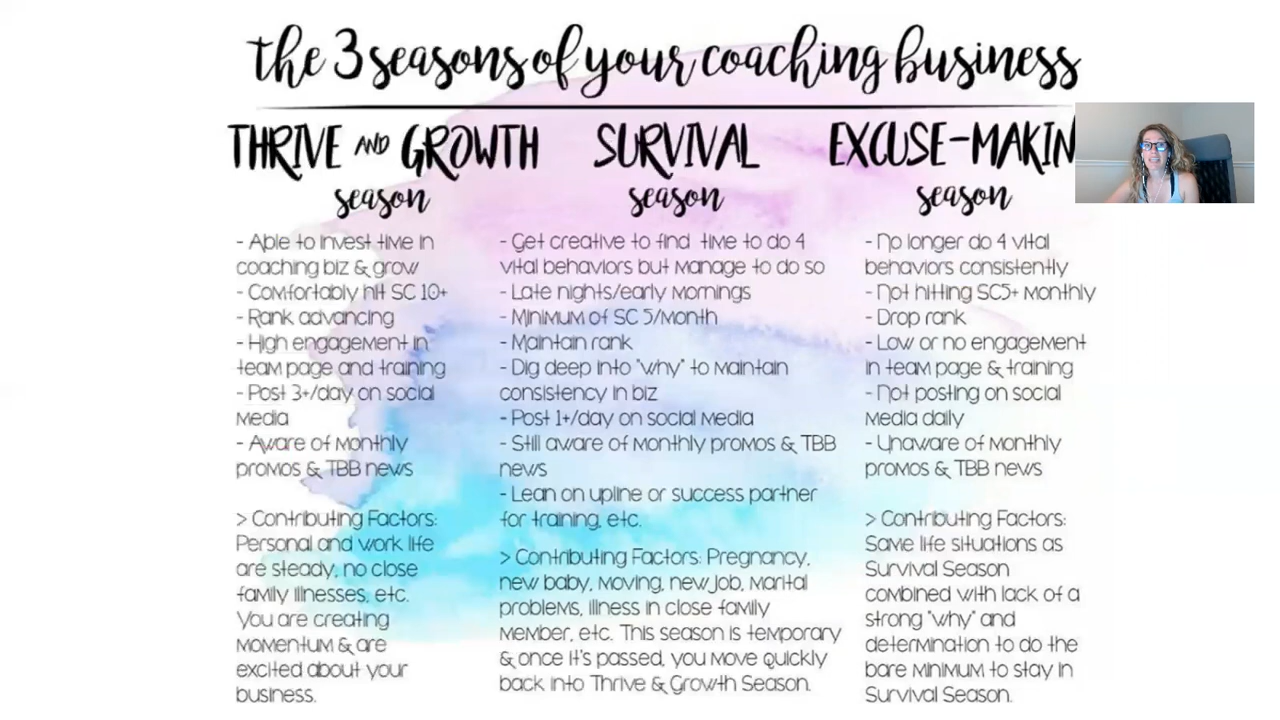 the 3 seasons of your coaching business
THRIVE AND GROWTH
season
- Able to invest time in
coaching biz & grow
- Comfortably hit SC 10+
- Rank advancing
- High engagement in
team page and training
- Post 3+/day on social
media
- Aware of monthly
promos & TBB news
> Contributing Factors:
Personal and work life
are steady, no close
family illnesses, etc.
You are creating
momentum & are
excited about your
business.
SURVIVAL
season
- Get creative to find time to do 4
vital behaviors but manage to do so
- Late nights/early mornings
- Minimum of SC 5/month
- Maintain rank
- Dig deep into "why" to maintain
consistency in biz
- Post 1+/day on social media
- Still aware of monthly promos & TBB
news
- Lean on upline or success partner
for training, etc.
> Contributing Factors: Pregnancy,
new baby, moving, new job, marital
problems, illness in close family
member, etc. This season is temporary
& once it's passed, you move quickly
back into Thrive & Growth Season.
EXCUSE-MAKIN
season
- No longer do 4 vital
behaviors consistently
- Not hitting SC5+ monthly
- Drop rank
- Low or no engagement
in team page & training
- Not posting on social
media daily
- Unaware of monthly
promos & TBB news
> Contributing Factors:
Same life situations as
Survival Season
combined with lack of a
strong "why" and
determination to do the
bare minimum to stay in
Survival Season.